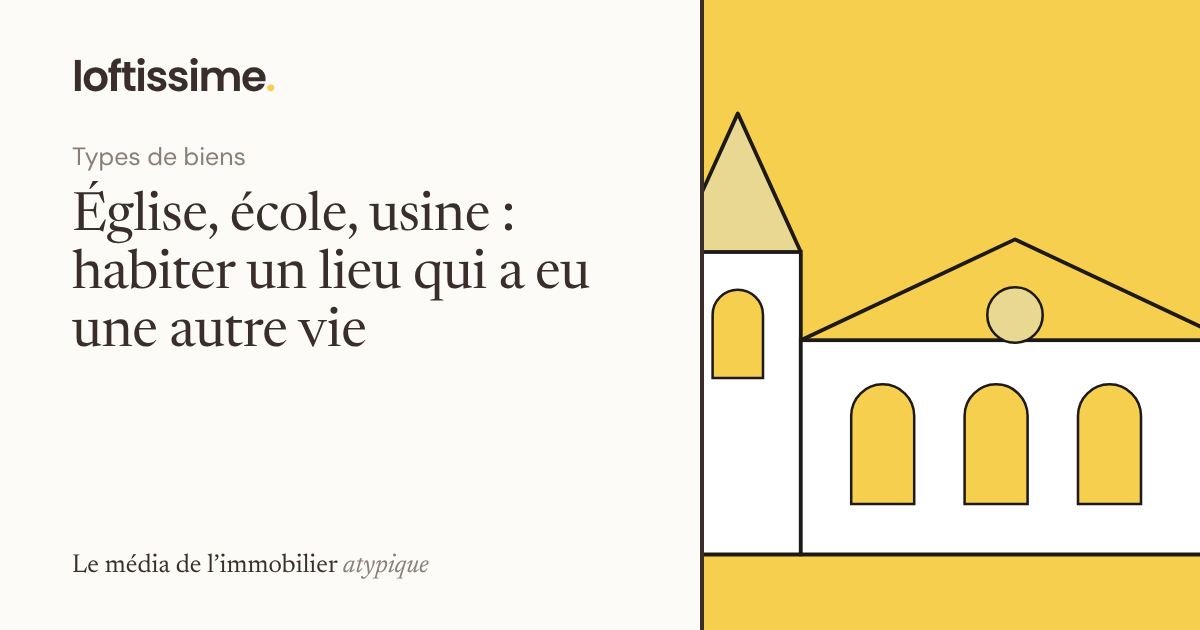 loftissime.
Types de biens
Église, école, usine :
habiter un lieu qui a eu
une autre vie
Le média de l’immobilier atypique